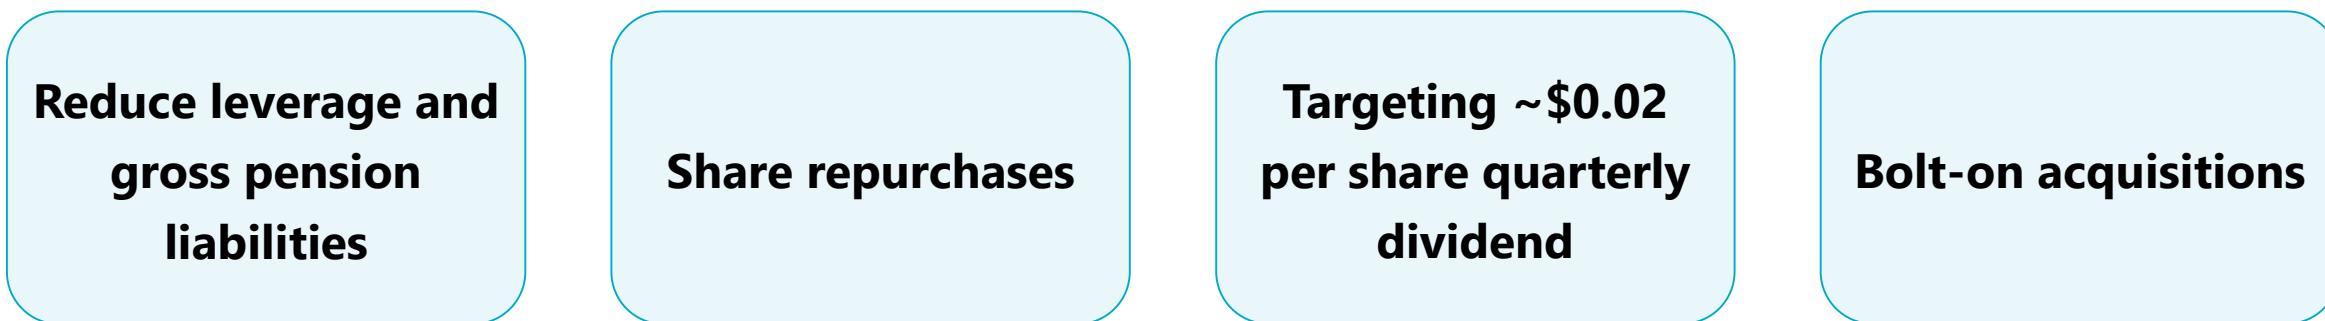 Reduce leverage and
gross pension
liabilities
Share repurchases
Targeting ~$0.02
per share quarterly
dividend
Bolt-on acquisitions